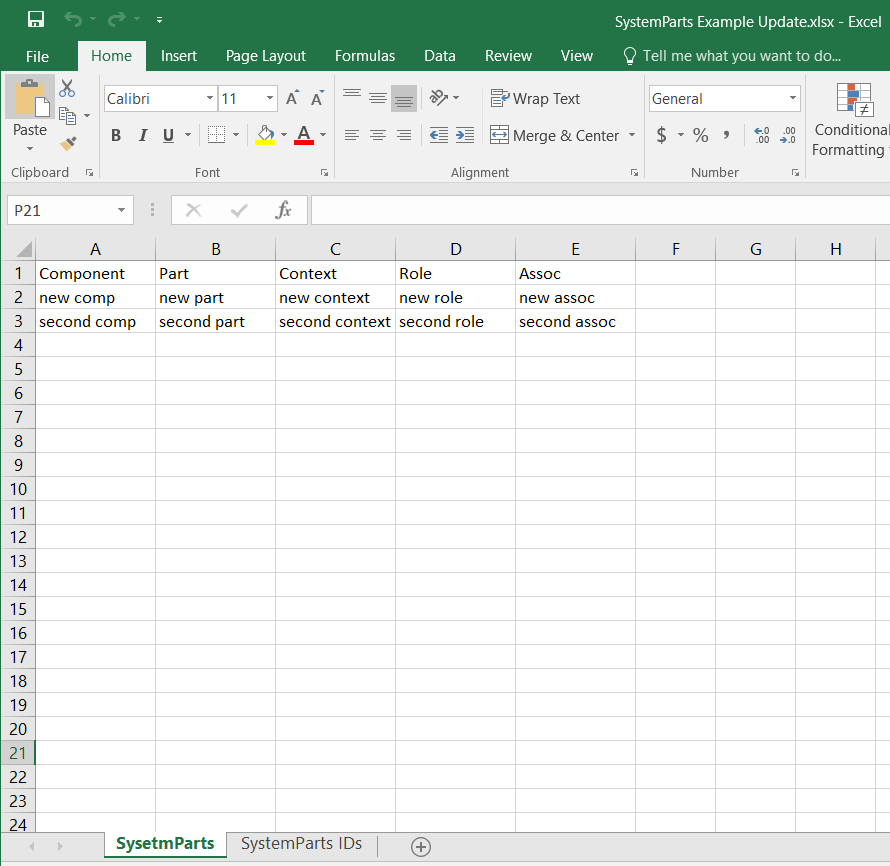 SystemParts Example Update.xlsx - Excel
File Home Insert Page Layout Formulas Data Review View Tell me what you want to do...
Calibri 11 Wrap Text General
Paste B I U A Merge & Center $ % , Conditional
Formatting
Clipboard Font Alignment Number
P21 fx
A B C D E F G H
1 Component Part Context Role Assoc
2 new comp new part new context new role new assoc
3 second comp second part second context second role second assoc
4
5
6
7
8
9
10
11
12
13
14
15
16
17
18
19
20
21
22
23
24
SysetmParts SystemParts IDs